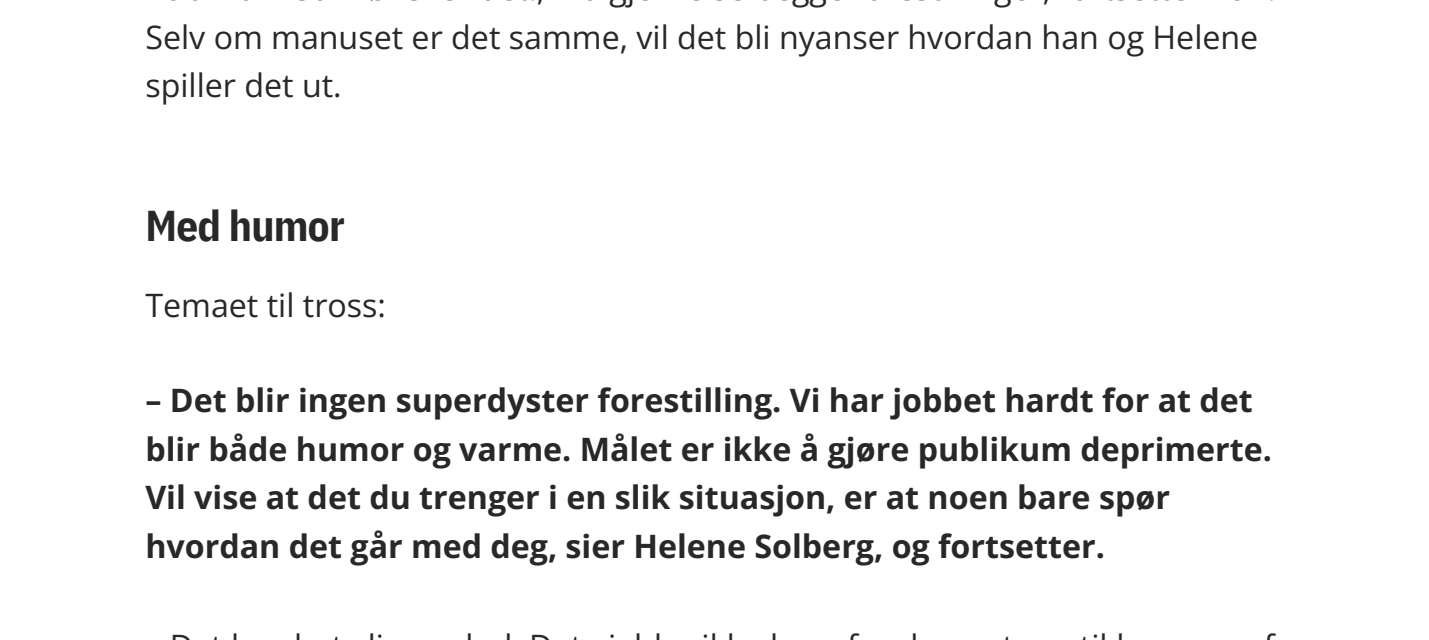 Selv om manuset er det samme, vil det bli nyanser hvordan han og Helene
spiller det ut.
Med humor
Temaet til tross:
– Det blir ingen superdyster forestilling. Vi har jobbet hardt for at det
blir både humor og varme. Målet er ikke å gjøre publikum deprimerte.
Vil vise at det du trenger i en slik situasjon, er at noen bare spør
hvordan det går med deg, sier Helene Solberg, og fortsetter.